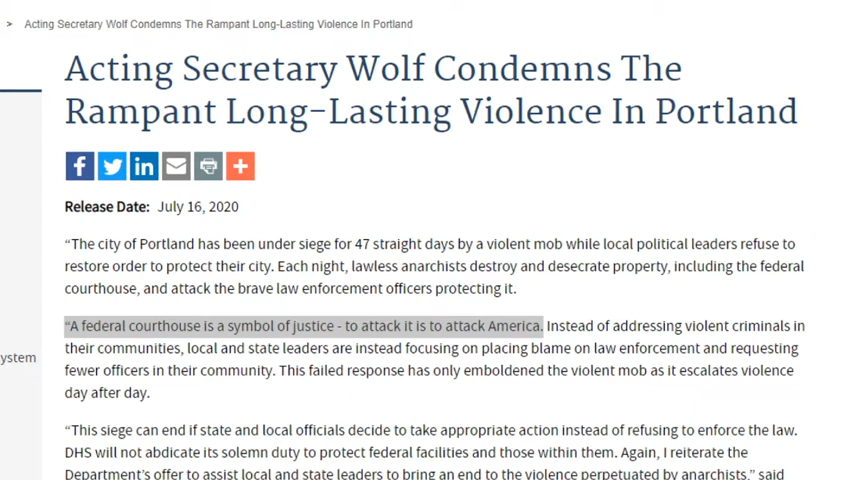 > Acting Secretary Wolf Condemns The Rampant Long-Lasting Violence In Portland
Acting Secretary Wolf Condemns The
Rampant Long-Lasting Violence In Portland
Release Date: July 16, 2020
“The city of Portland has been under siege for 47 straight days by a violent mob while local political leaders refuse to
restore order to protect their city. Each night, lawless anarchists destroy and desecrate property, including the federal
courthouse, and attack the brave law enforcement officers protecting it.
“A federal courthouse is a symbol of justice - to attack it is to attack America. Instead of addressing violent criminals in
their communities, local and state leaders are instead focusing on placing blame on law enforcement and requesting
ystem
fewer officers in their community. This failed response has only emboldened the violent mob as it escalates violence
day after day.
“This siege can end if state and local officials decide to take appropriate action instead of refusing to enforce the law.
DHS will not abdicate its solemn duty to protect federal facilities and those within them. Again, I reiterate the
Department’s offer to assist local and state leaders to bring an end to the violence perpetuated by anarchists,” said